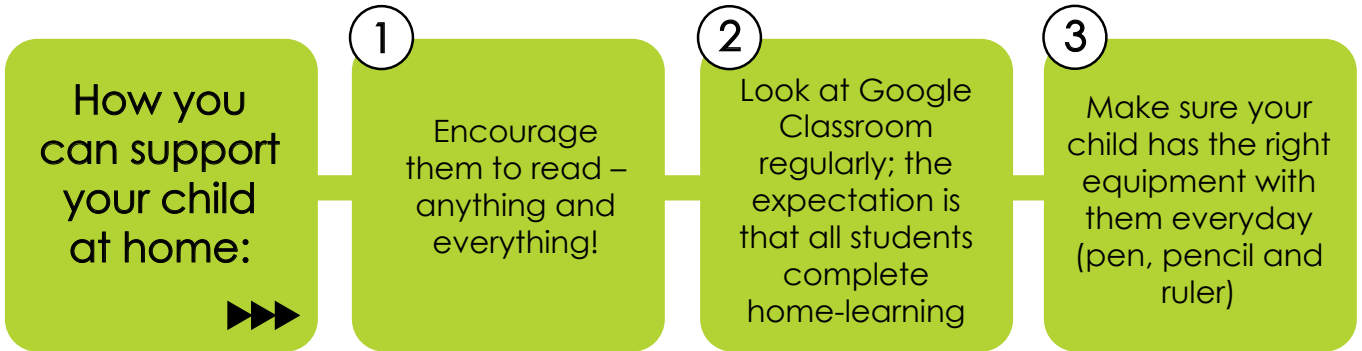 How you
can support
your child
at home:
1
Encourage
them to read –
anything and
everything!
2
Look at Google
Classroom
regularly; the
expectation is
that all students
complete
home-learning
3
Make sure your
child has the right
equipment with
them everyday
(pen, pencil and
ruler)